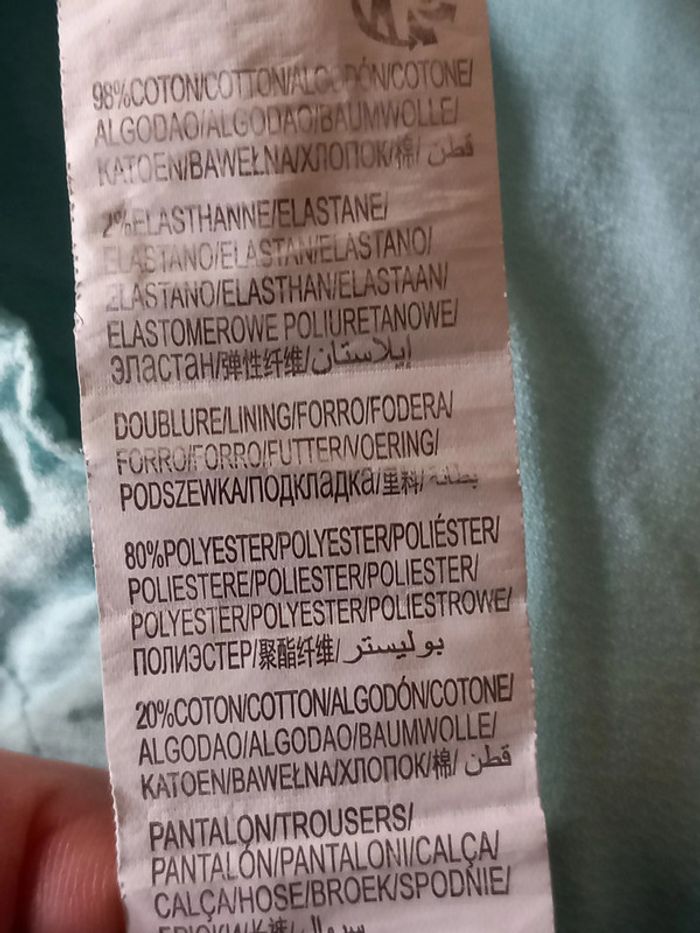 98%COTON/COTTON/ALGODÓN/COTONE/
ALGODAO/ALGODAO/BAUMWOLLE/
KATOEN/BAWEŁNA/ХЛОПОК/棉/ قطن
2%ELASTHANNE/ELASTANE/
ELASTANO/ELASTAN/ELASTANO/
ELASTANO/ELASTHAN/ELASTAAN/
ELASTOMEROWE POLIURETANOWE/
Эластан/弹性纤维/إيلاستان
DOUBLURE/LINING/FORRO/FODERA/
FORRO/FORRO/FUTTER/VOERING/
PODSZEWKA/ПОДКЛаДКа/里料/ بطانة
80%POLYESTER/POLYESTER/POLIÉSTER/
POLIESTERE/POLIESTER/POLIESTER/
POLYESTER/POLYESTER/POLIESTROWE/
ПОЛИЭСТЕР/聚酯纤维/ بوليستر
20%COTON/COTTON/ALGODÓN/COTONE/
ALGODAO/ALGODAO/BAUMWOLLE/
KATOEN/BAWEŁNA/ХЛОПОК/棉/ قطن
PANTALON/TROUSERS/
PANTALÓN/PANTALONI/CALÇA/
CALÇA/HOSE/BROEK/SPODNIE/